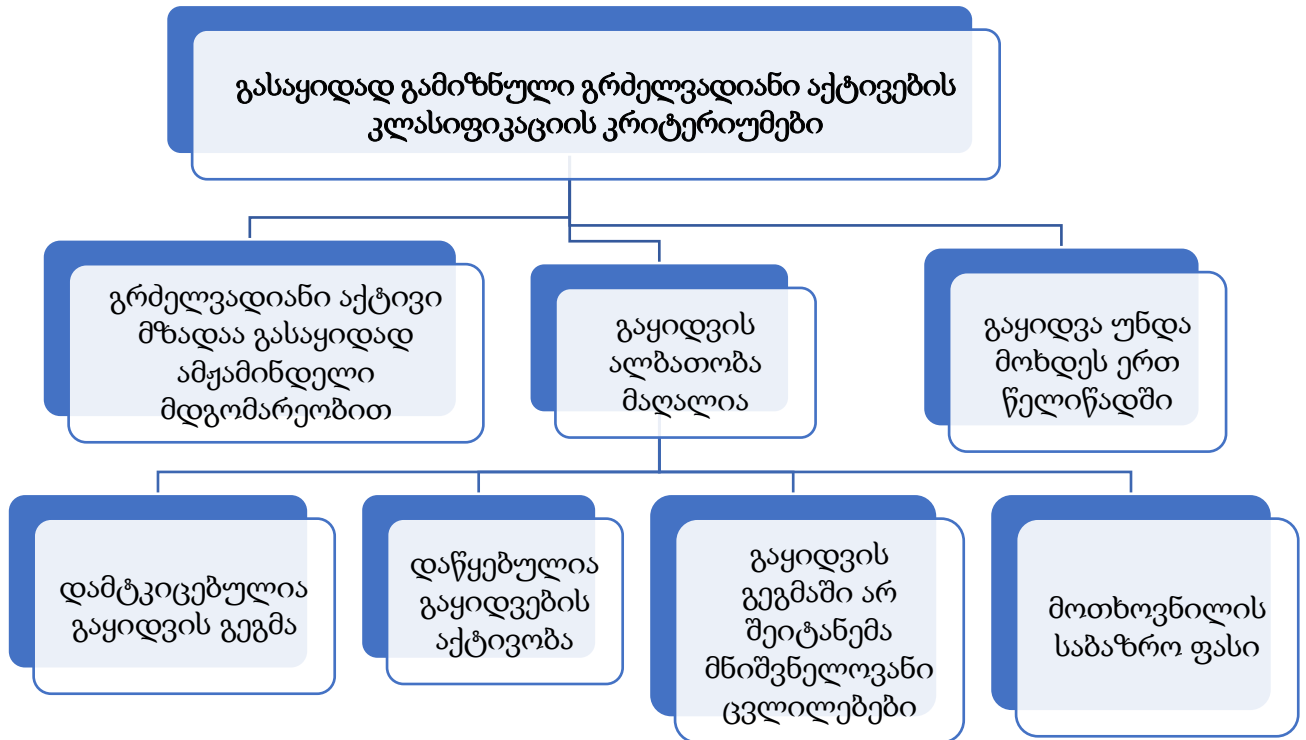 გასაყიდად გამიზნული გრძელვადიანი აქტივების
კლასიფიკაციის კრიტერიუმები
გრძელვადიანი აქტივი
მზადაა გასაყიდად
ამჟამინდელი
მდგომარეობით
გაყიდვის
ალბათობა
მაღალია
გაყიდვა უნდა
მოხდეს ერთ
წელიწადში
დამტკიცებულია
გაყიდვის გეგმა
დაწყებულია
გაყიდვების
აქტივობა
გაყიდვის
გეგმაში არ
შეიტანემა
მნიშვნელოვანი
ცვლილებები
მოთხოვნილის
საბაზრო ფასი